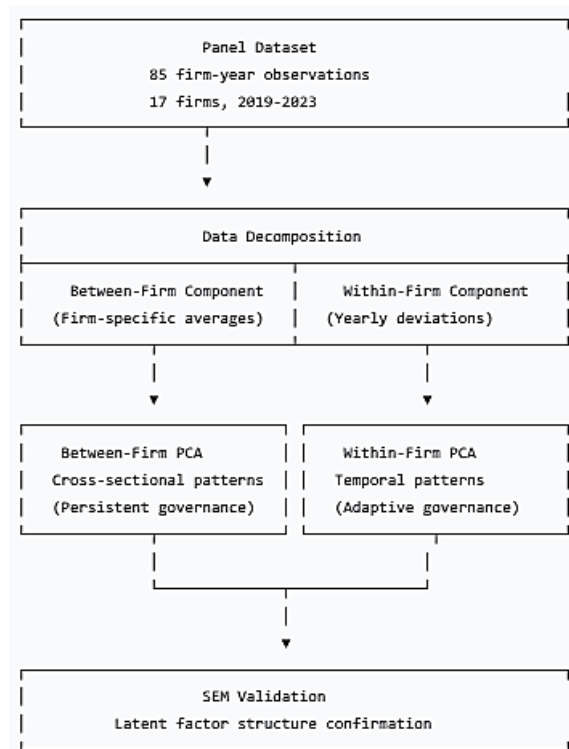 Panel Dataset
85 firm-year observations
17 firms, 2019-2023
Data Decomposition
Between-Firm Component
(Firm-specific averages)
Within-Firm Component
(Yearly deviations)
Between-Firm PCA
Cross-sectional patterns
(Persistent governance)
Within-Firm PCA
Temporal patterns
(Adaptive governance)
SEM Validation
Latent factor structure confirmation